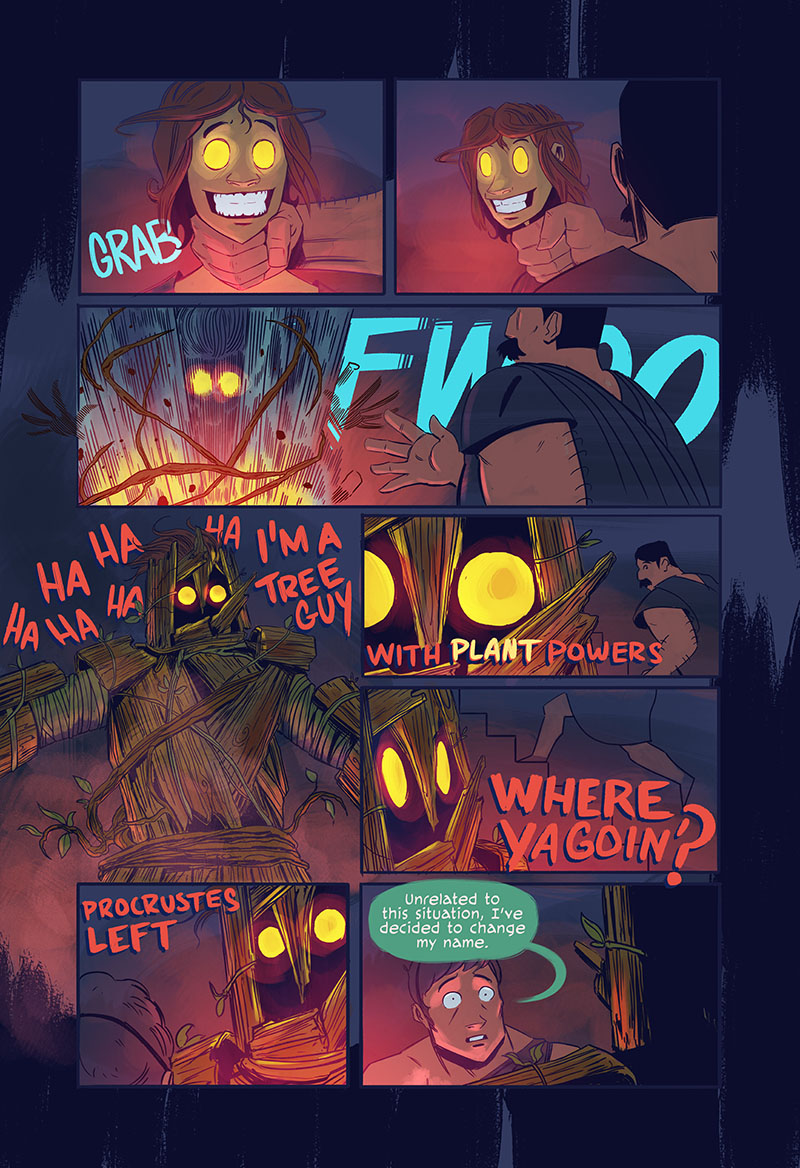 GRAB
FWOO
HA HA
HA
HA HA HA
I'M A
TREE
GUY
WITH PLANT POWERS
WHERE
YA GOIN'?
PROCRUSTES
LEFT
Unrelated to
this situation, I've
decided to change
my name.